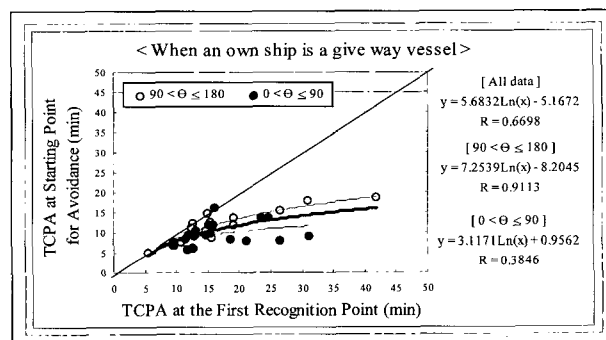 < When an own ship is a give way vessel >
TCPA at Starting Point
for Avoidance (min)
50
45
40
35
30
25
20
15
10
5
0
○ 90 < Θ ≤ 180 ● 0 < Θ ≤ 90
0 5 10 15 20 25 30 35 40 45 50
TCPA at the First Recognition Point (min)
[ All data ]
y = 5.6832Ln(x) - 5.1672
R = 0.6698
[ 90 < Θ ≤ 180 ]
y = 7.2539Ln(x) - 8.2045
R = 0.9113
[ 0 < Θ ≤ 90 ]
y = 3.1171Ln(x) + 0.9562
R = 0.3846